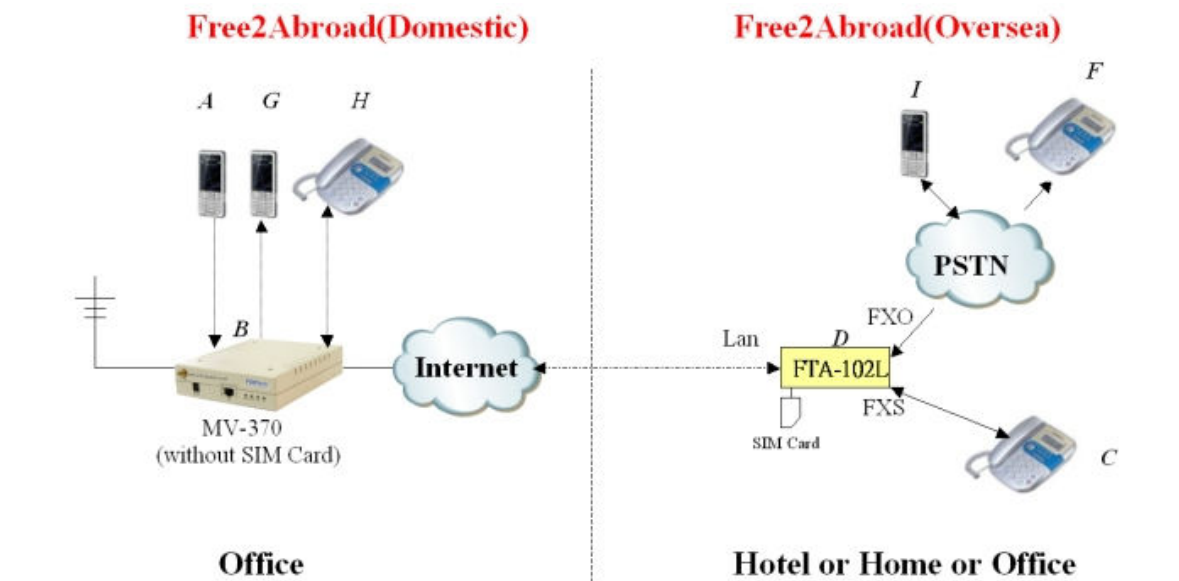 Free2Abroad(Domestic)
Free2Abroad(Oversea)
A
G
H
I
F
PSTN
B
Internet
Lan
FXO
D
FTA-102L
FXS
SIM Card
MV-370
(without SIM Card)
C
Office
Hotel or Home or Office